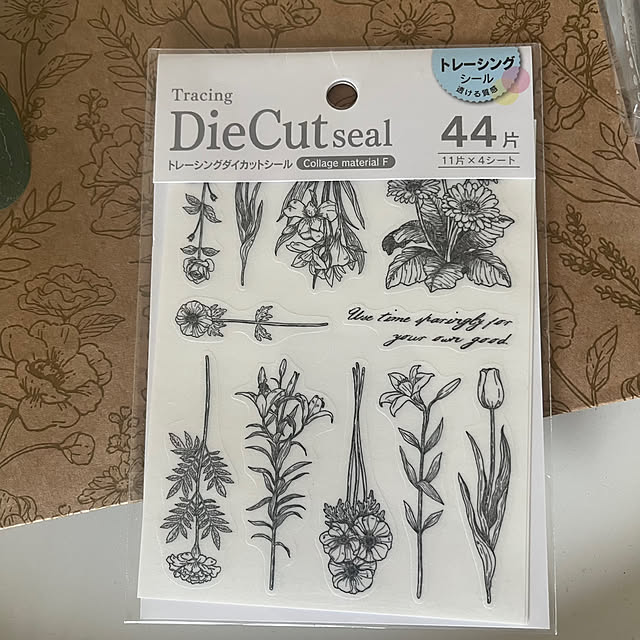 トレーシング
シール
透ける質感
Tracing
DieCut seal
トレーシングダイカットシール Collage material F
44片
11片×4シート
Use time sparingly for
your own good